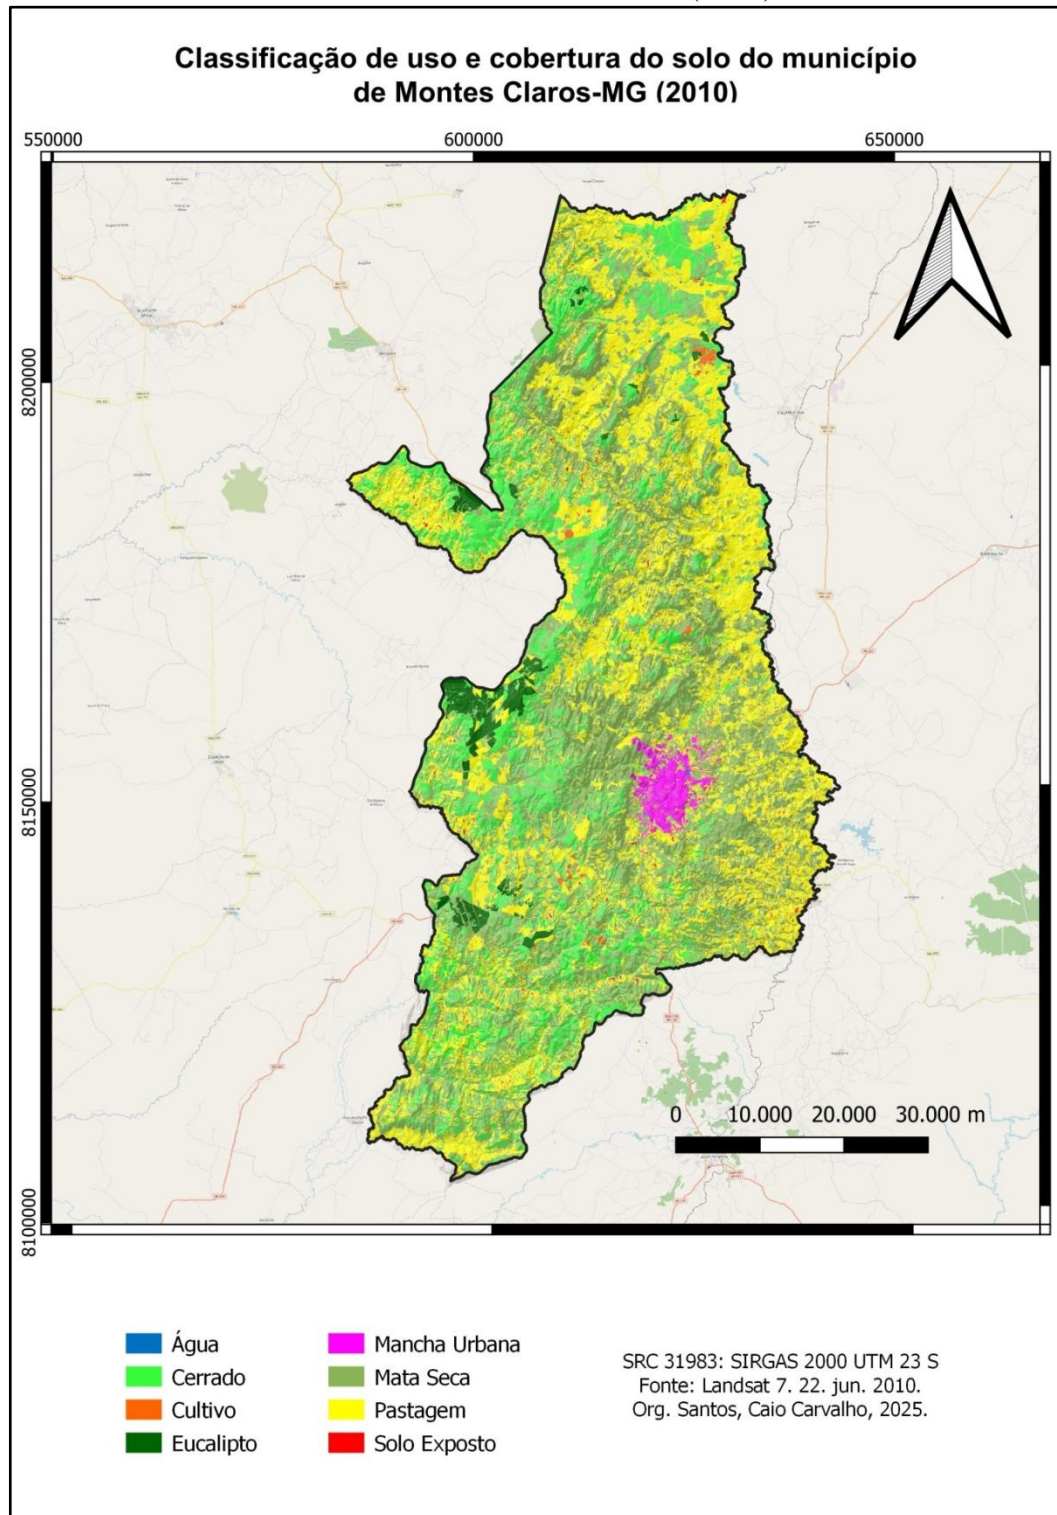 Classificação de uso e cobertura do solo do município
de Montes Claros-MG (2010)
550000
600000
650000
8200000
8150000
8100000
0 10.000 20.000 30.000 m
Água
Cerrado
Cultivo
Eucalipto
Mancha Urbana
Mata Seca
Pastagem
Solo Exposto
SRC 31983: SIRGAS 2000 UTM 23 S
Fonte: Landsat 7. 22. jun. 2010.
Org. Santos, Caio Carvalho, 2025.